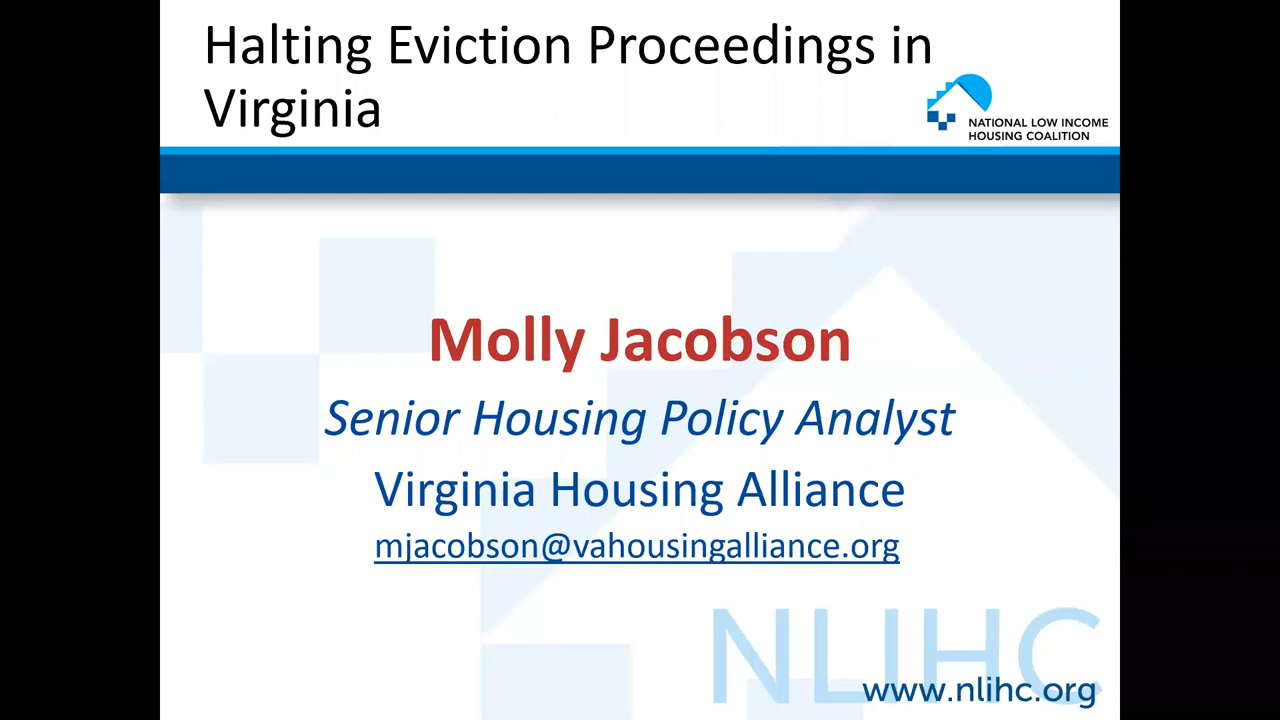 Halting Eviction Proceedings in
Virginia
NATIONAL LOW INCOME
HOUSING COALITION
Molly Jacobson
Senior Housing Policy Analyst
Virginia Housing Alliance
mjacobson@vahousingalliance.org
NLIHC
www.nlihc.org